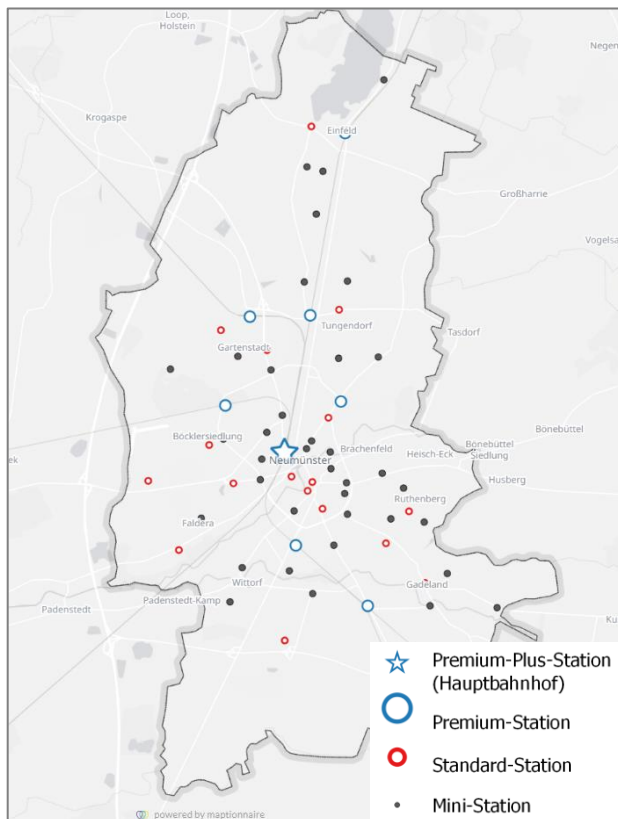 Loop,
Holstein
Negen
Krogaspe
Einfeld
Großharrie
Vogelsa
Tungendorf
Tasdorf
Gartenstadt
Böcklersiedlung
Brachenfeld
Bönebüttel
Bönebüttel
Siedlung
Heisch-Eck
ek
Neumünster
Husberg
Ruthenberg
Faldera
Wittorf
Gadeland
Padenstedt-Kamp
Padenstedt
Ku
Premium-Plus-Station
(Hauptbahnhof)
Premium-Station
Standard-Station
Mini-Station
powered by maptionnaire